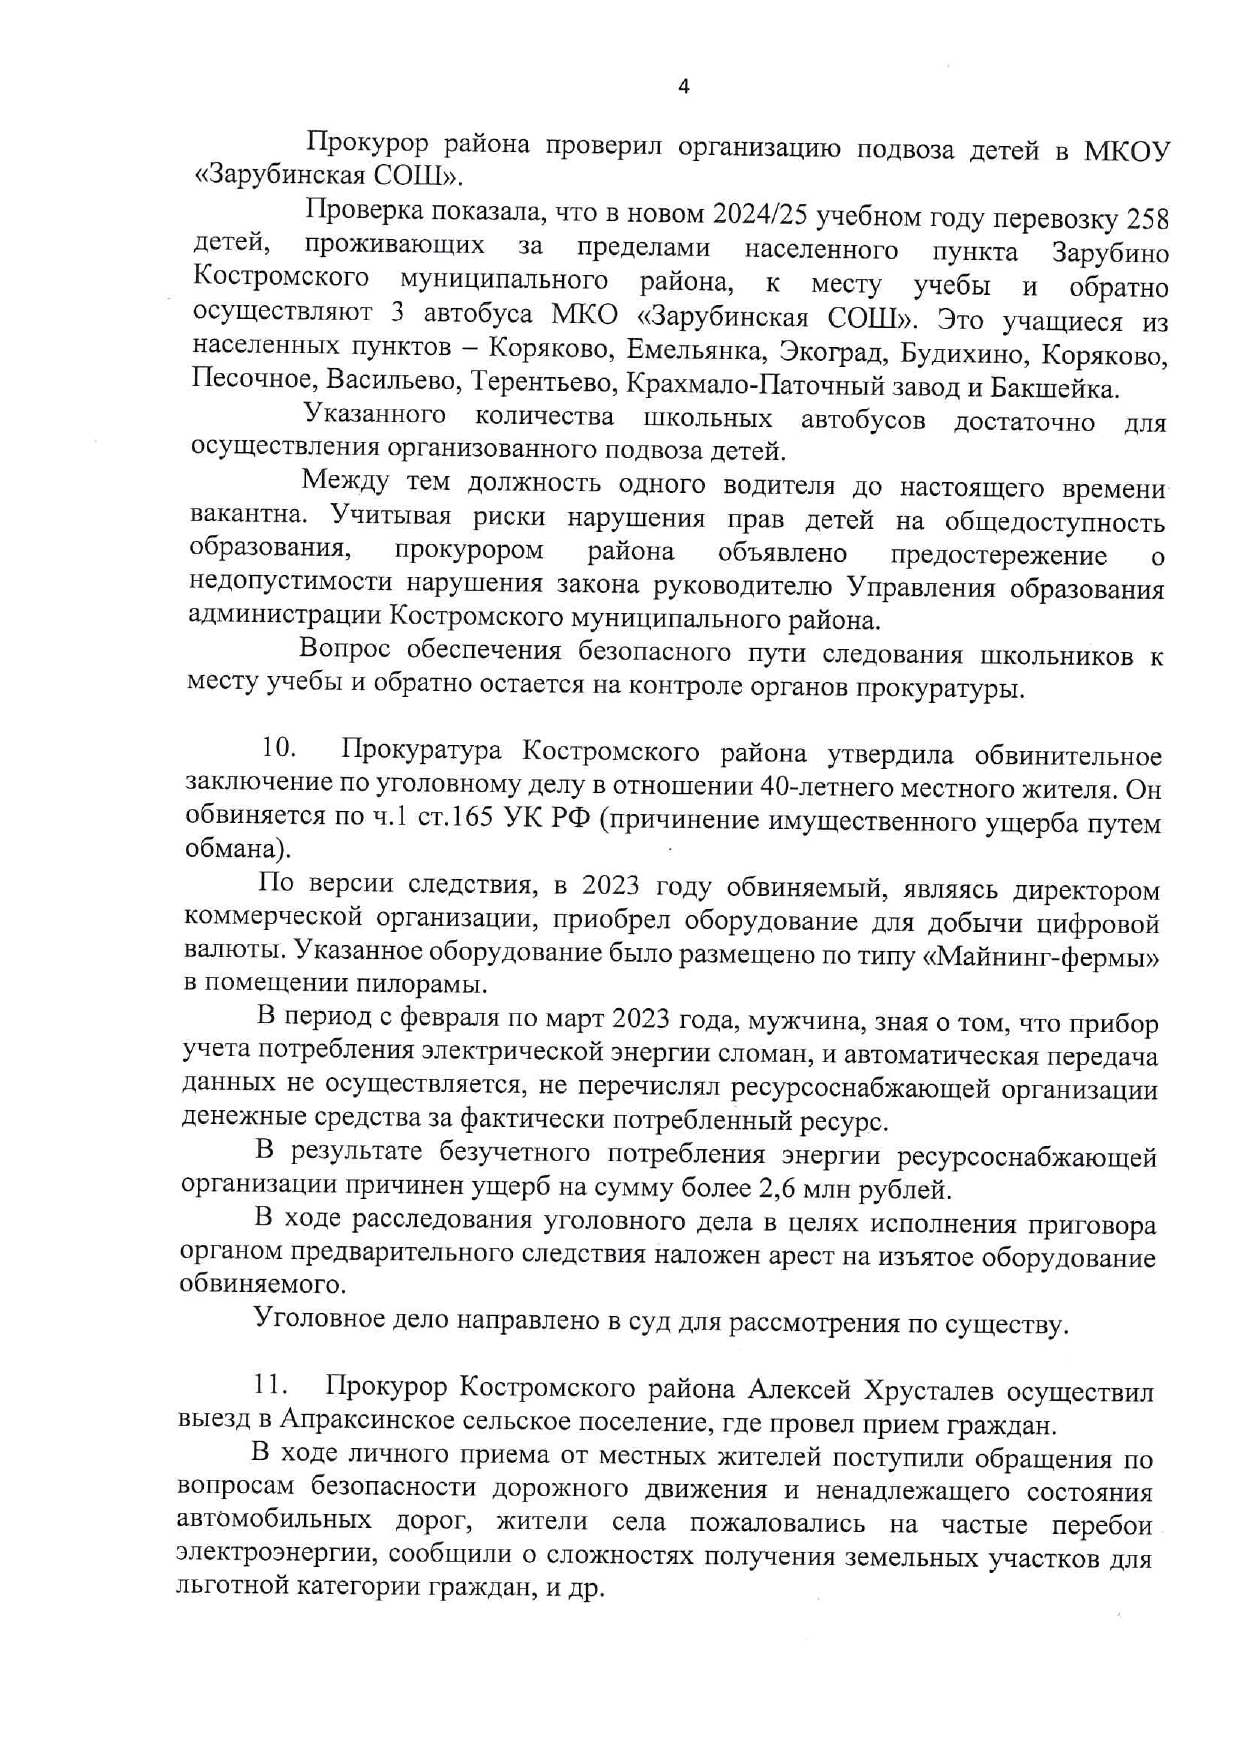 4
Прокурор района проверил организацию подвоза детей в МКОУ
«Зарубинская СОШ».
Проверка показала, что в новом 2024/25 учебном году перевозку 258
детей, проживающих за пределами населенного пункта Зарубино
Костромского муниципального района, к месту учебы и обратно
осуществляют 3 автобуса МКО «Зарубинская СОШ». Это учащиеся из
населенных пунктов – Коряково, Емельянка, Экоград, Будихино, Коряково,
Песочное, Васильево, Терентьево, Крахмало-Паточный завод и Бакшейка.
Указанного количества школьных автобусов достаточно для
осуществления организованного подвоза детей.
Между тем должность одного водителя до настоящего времени
вакантна. Учитывая риски нарушения прав детей на общедоступность
образования, прокурором района объявлено предостережение о
недопустимости нарушения закона руководителю Управления образования
администрации Костромского муниципального района.
Вопрос обеспечения безопасного пути следования школьников к
месту учебы и обратно остается на контроле органов прокуратуры.
10. Прокуратура Костромского района утвердила обвинительное
заключение по уголовному делу в отношении 40-летнего местного жителя. Он
обвиняется по ч.1 ст.165 УК РФ (причинение имущественного ущерба путем
обмана).
По версии следствия, в 2023 году обвиняемый, являясь директором
коммерческой организации, приобрел оборудование для добычи цифровой
валюты. Указанное оборудование было размещено по типу «Майнинг-фермы»
в помещении пилорамы.
В период с февраля по март 2023 года, мужчина, зная о том, что прибор
учета потребления электрической энергии сломан, и автоматическая передача
данных не осуществляется, не перечислял ресурсоснабжающей организации
денежные средства за фактически потребленный ресурс.
В результате безучетного потребления энергии ресурсоснабжающей
организации причинен ущерб на сумму более 2,6 млн рублей.
В ходе расследования уголовного дела в целях исполнения приговора
органом предварительного следствия наложен арест на изъятое оборудование
обвиняемого.
Уголовное дело направлено в суд для рассмотрения по существу.
11. Прокурор Костромского района Алексей Хрусталев осуществил
выезд в Апраксинское сельское поселение, где провел прием граждан.
В ходе личного приема от местных жителей поступили обращения по
вопросам безопасности дорожного движения и ненадлежащего состояния
автомобильных дорог, жители села пожаловались на частые перебои
электроэнергии, сообщили о сложностях получения земельных участков для
льготной категории граждан, и др.